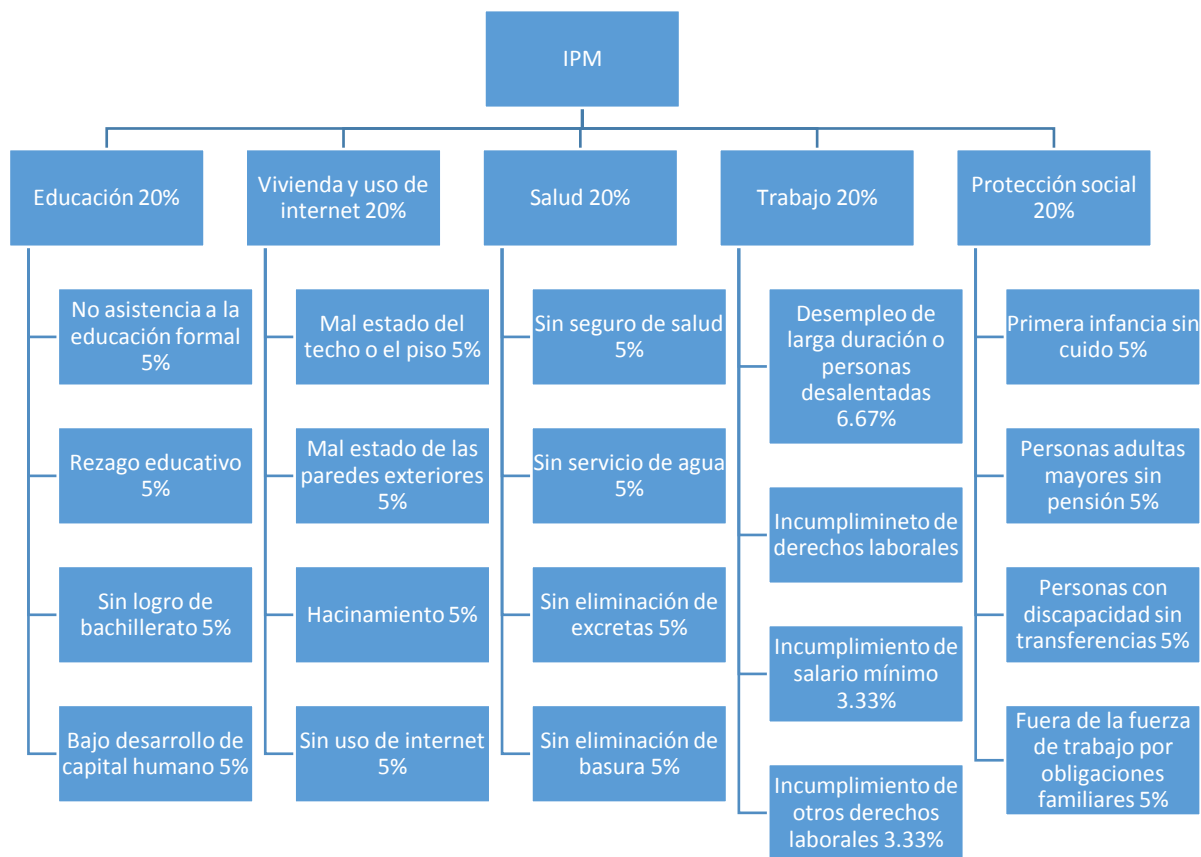 IPM
Educación 20%
Vivienda y uso de
internet 20%
Salud 20%
Trabajo 20%
Protección social
20%
No asistencia a la
educación formal
5%
Rezago educativo
5%
Sin logro de
bachillerato 5%
Bajo desarrollo de
capital humano 5%
Mal estado del
techo o el piso 5%
Mal estado de las
paredes exteriores
5%
Hacinamiento 5%
Sin uso de internet
5%
Sin seguro de salud
5%
Sin servicio de agua
5%
Sin eliminación de
excretas 5%
Sin eliminación de
basura 5%
Desempleo de
larga duración o
personas
desalentadas
6.67%
Incumplimineto de
derechos laborales
Incumplimiento de
salario mínimo
3.33%
Incumplimiento de
otros derechos
laborales 3.33%
Primera infancia sin
cuido 5%
Personas adultas
mayores sin
pensión 5%
Personas con
discapacidad sin
transferencias 5%
Fuera de la fuerza
de trabajo por
obligaciones
familiares 5%